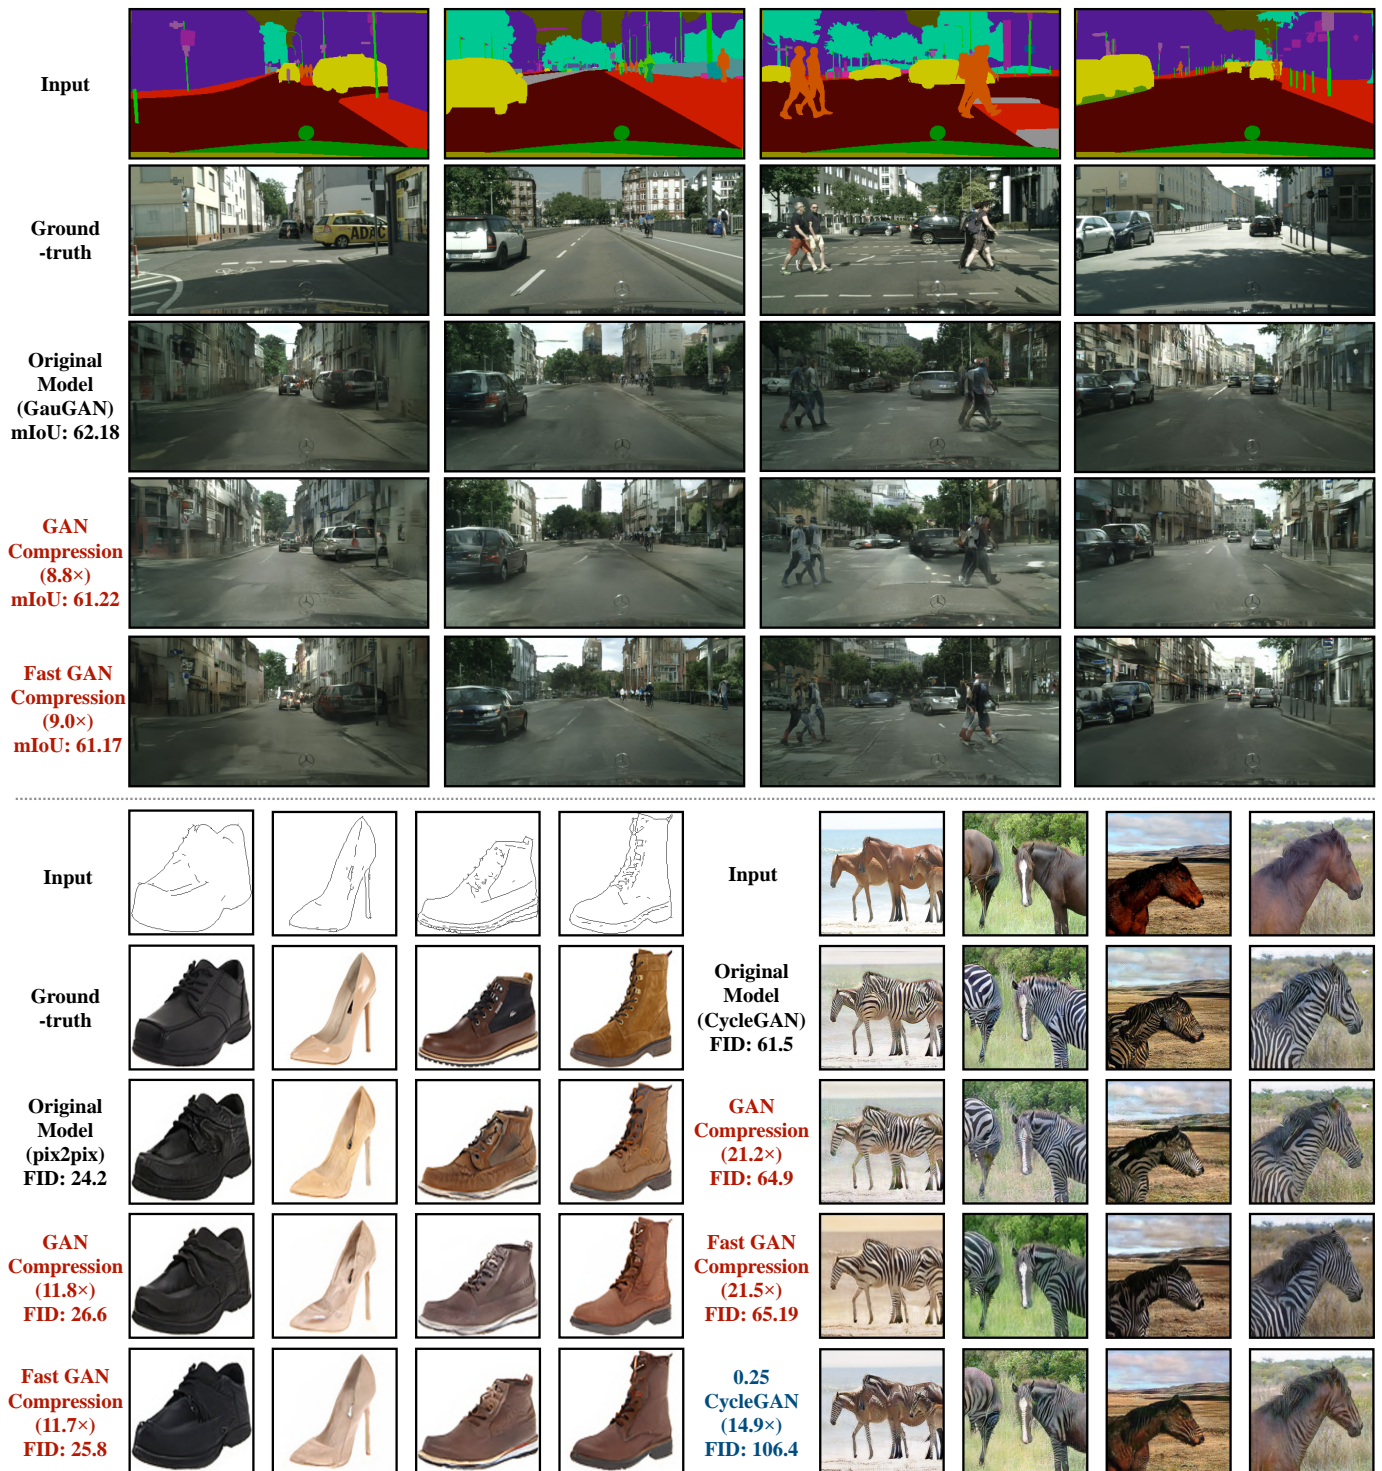 Input
Ground
-truth
ADAC
Original
Model
(GauGAN)
mIoU: 62.18
GAN
Compression
(8.8×)
mIoU: 61.22
Fast GAN
Compression
(9.0×)
mIoU: 61.17
Input
Ground
-truth
Original
Model
(pix2pix)
FID: 24.2
GAN
Compression
(11.8×)
FID: 26.6
Fast GAN
Compression
(11.7×)
FID: 25.8
Input
Original
Model
(CycleGAN)
FID: 61.5
GAN
Compression
(21.2×)
FID: 64.9
Fast GAN
Compression
(21.5×)
FID: 65.19
0.25
CycleGAN
(14.9×)
FID: 106.4